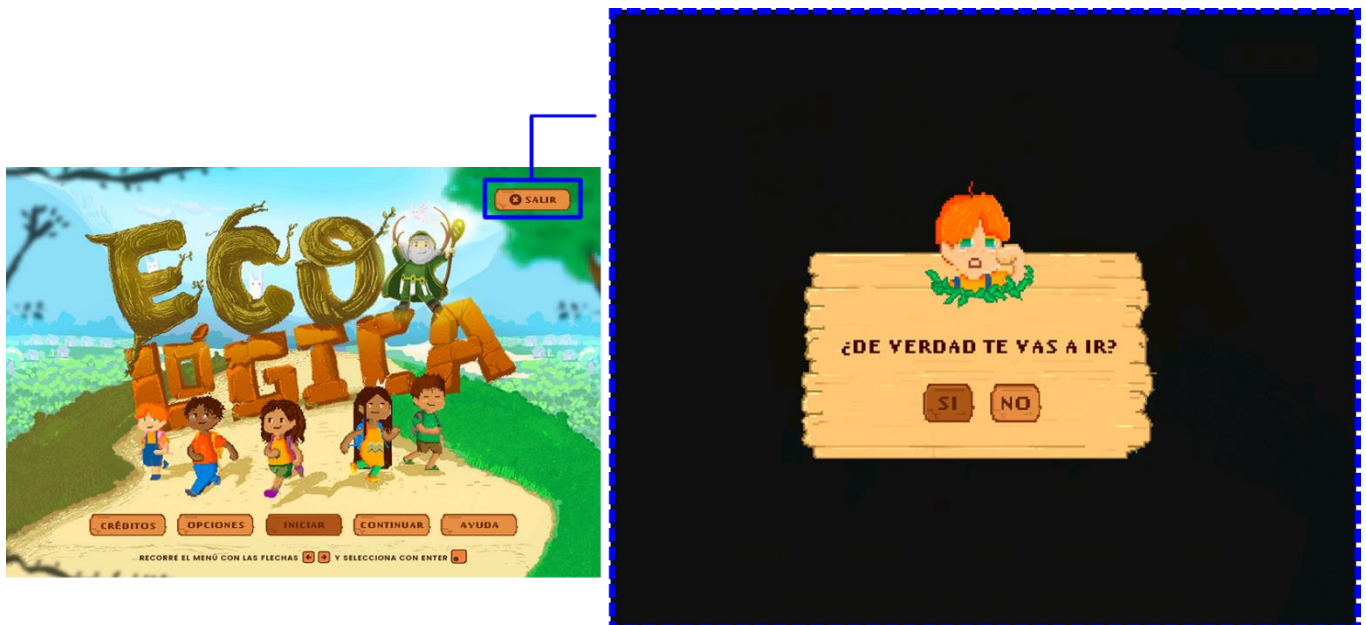 SALIR
ECO
LÓGICA
CRÉDITOS
OPCIONES
INICIAR
CONTINUAR
AYUDA
RECORRE EL MENÚ CON LAS FLECHAS Y SELECCIONA CON ENTER
¿DE VERDAD TE VAS A IR?
SI
NO